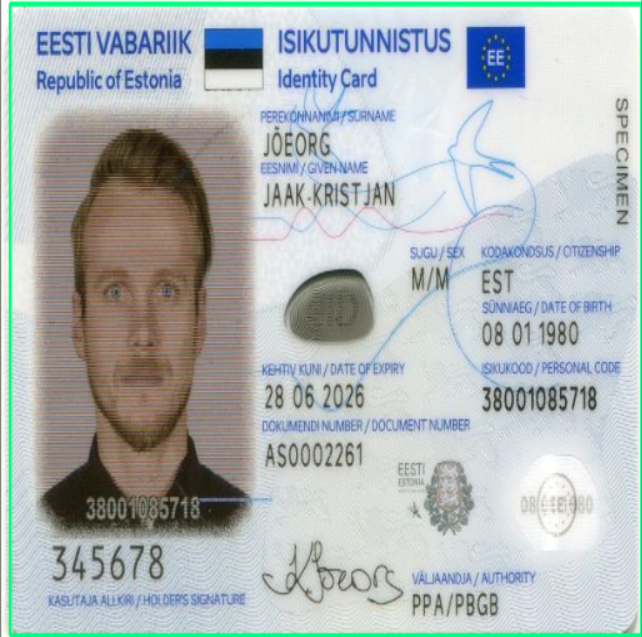 EESTI VABARIIK
Republic of Estonia
ISIKUTUNNISTUS
Identity Card
EE
SPECIMEN
PEREKONNANIMI / SURNAME
JÕEORG
EESNIMI / GIVEN NAME
JAAK-KRISTJAN
SUGU / SEX
M/M
KODAKONDSUS / CITIZENSHIP
EST
SÜNNIAEG / DATE OF BIRTH
08 01 1980
KEHTIV KUNI / DATE OF EXPIRY
28 06 2026
ISIKUKOOD / PERSONAL CODE
38001085718
DOKUMENDI NUMBER / DOCUMENT NUMBER
AS0002261
EESTI
ESTONIA
38001085718
345678
KASUTAJA ALLKIRI / HOLDER'S SIGNATURE
VÄLJAANDJA / AUTHORITY
PPA/PBGB